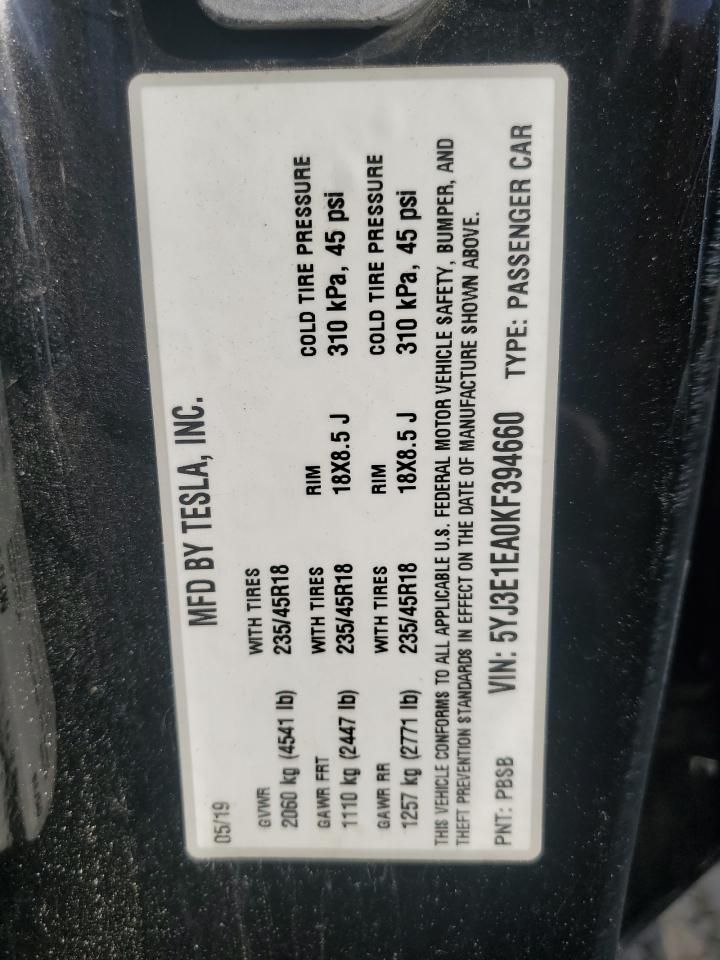 MFD BY TESLA, INC.
05/19
GVWR WITH TIRES
2060 kg (4541 lb) 235/45R18
GAWR FRT WITH TIRES RIM COLD TIRE PRESSURE
1110 kg (2447 lb) 235/45R18 18X8.5 J 310 kPa, 45 psi
GAWR RR WITH TIRES RIM COLD TIRE PRESSURE
1257 kg (2771 lb) 235/45R18 18X8.5 J 310 kPa, 45 psi
THIS VEHICLE CONFORMS TO ALL APPLICABLE U.S. FEDERAL MOTOR VEHICLE SAFETY, BUMPER, AND
THEFT PREVENTION STANDARDS IN EFFECT ON THE DATE OF MANUFACTURE SHOWN ABOVE.
PNT: PBSB VIN: 5YJ3E1EA0KF394660 TYPE: PASSENGER CAR